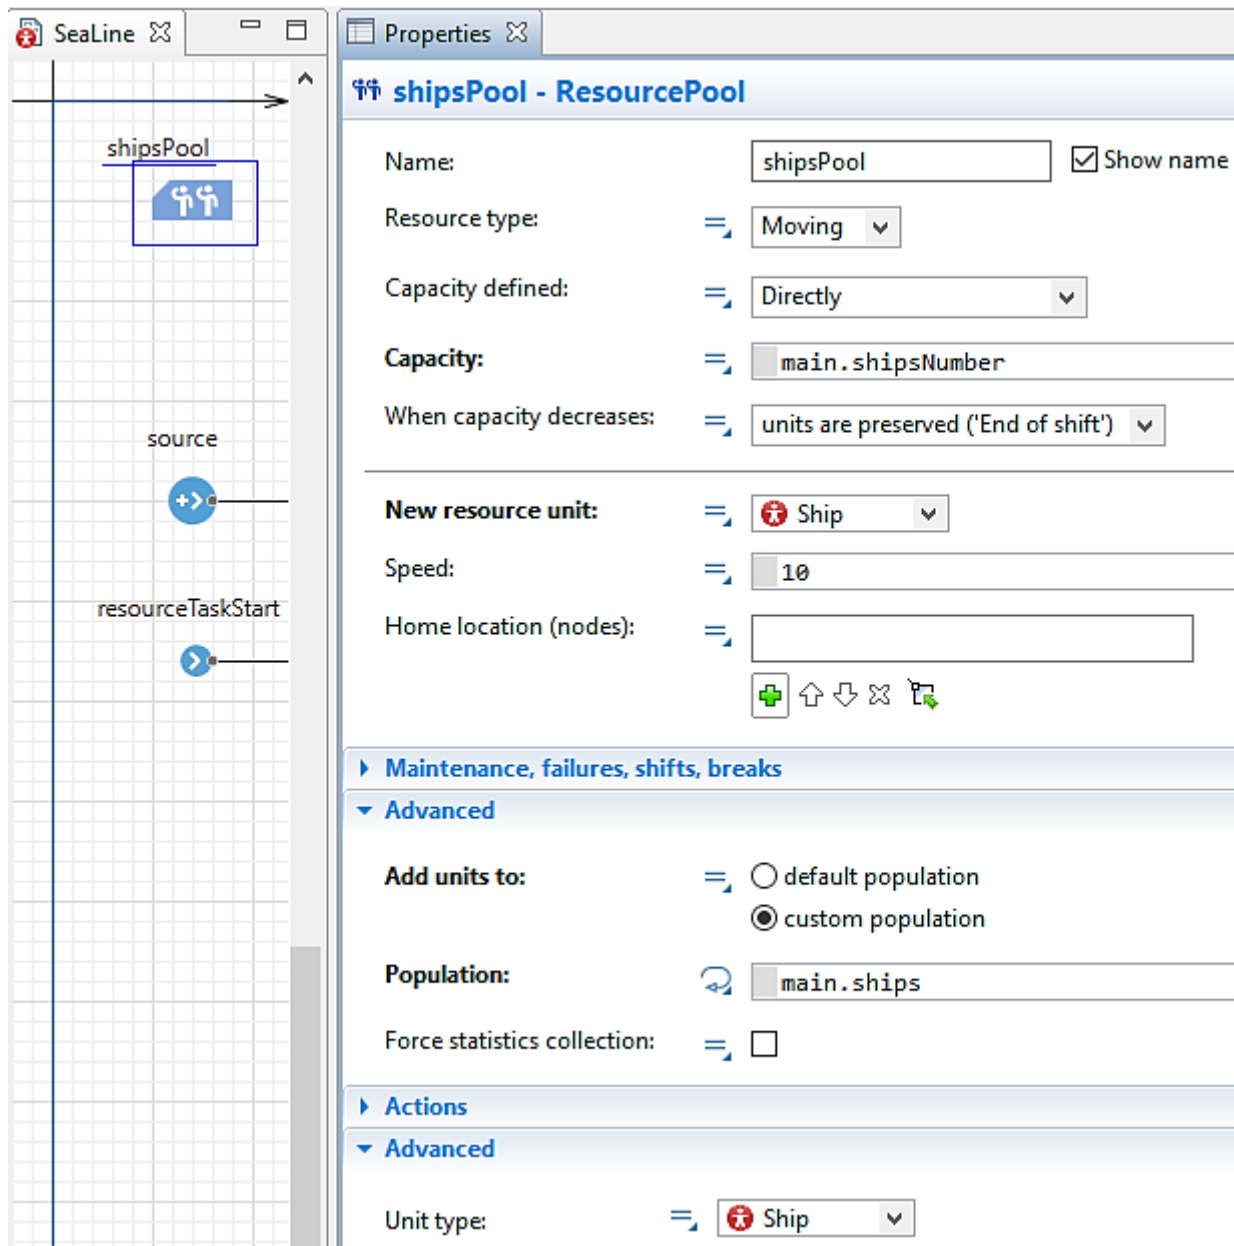 SeaLine
shipsPool
source
resourceTaskStart
Properties
shipsPool - ResourcePool
Name: shipsPool Show name
Resource type: Moving
Capacity defined: Directly
Capacity: main.shipsNumber
When capacity decreases: units are preserved ('End of shift')
New resource unit: Ship
Speed: 10
Home location (nodes):
Maintenance, failures, shifts, breaks
Advanced
Add units to: default population
custom population
Population: main.ships
Force statistics collection:
Actions
Advanced
Unit type: Ship